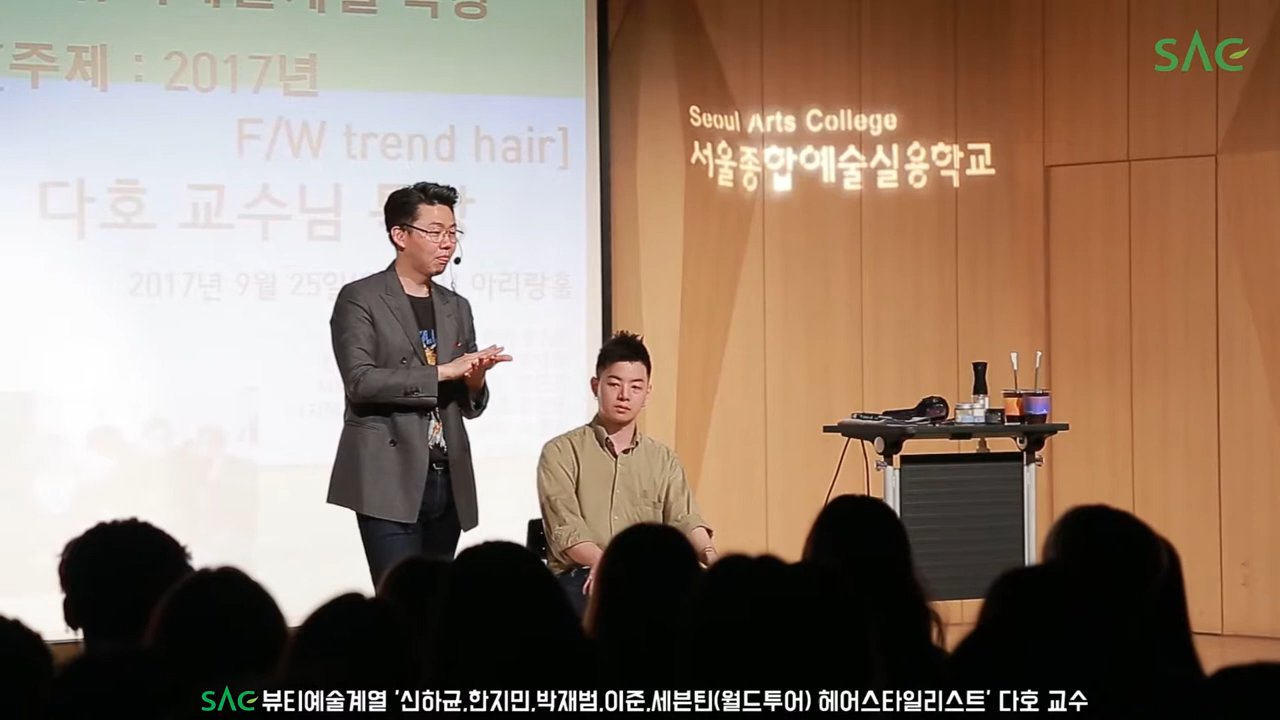 주제 : 2017년
F/W trend hair]
다호 교수님
2017년 9월 25일
아리랑홀
SAC
Seoul Arts College
서울종합예술실용학교
SAC 뷰티예술계열 '신하균,한지민,박재범,이준,세븐틴(월드투어) 헤어스타일리스트' 다호 교수